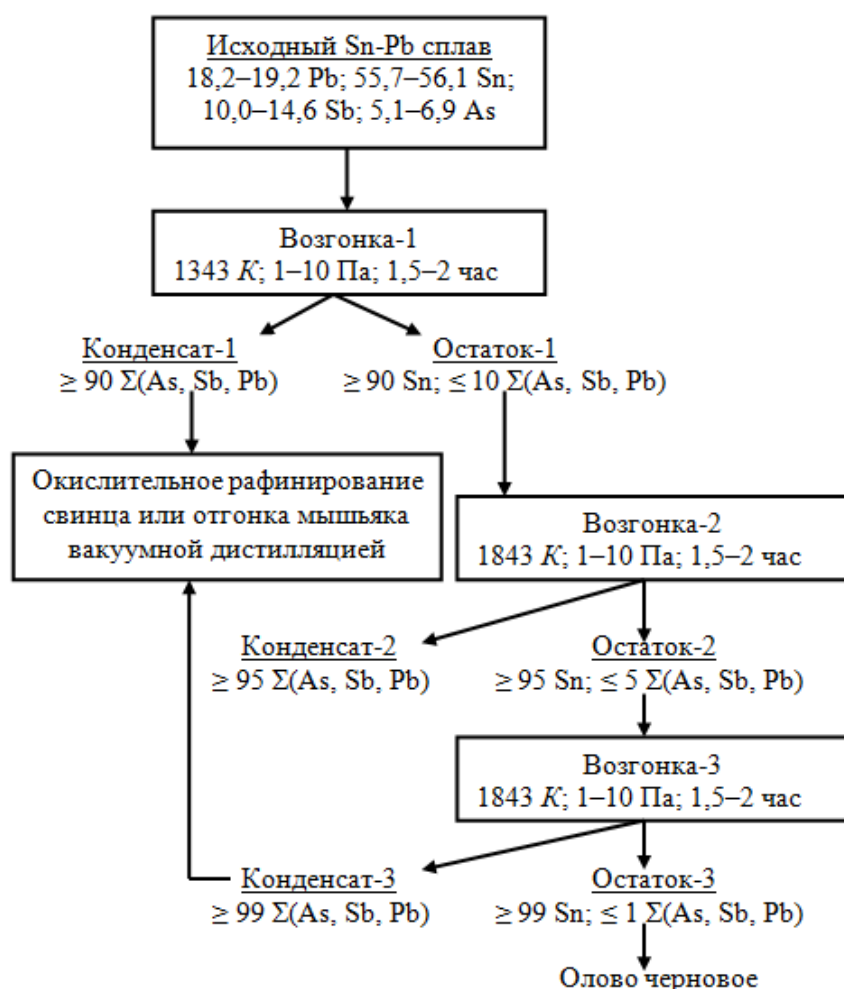 Исходный Sn-Pb сплав
18,2–19,2 Pb; 55,7–56,1 Sn;
10,0–14,6 Sb; 5,1–6,9 As
Возгонка-1
1343 K; 1–10 Па; 1,5–2 час
Конденсат-1
≥ 90 Σ(As, Sb, Pb)
Остаток-1
≥ 90 Sn; ≤ 10 Σ(As, Sb, Pb)
Окислительное рафинирование
свинца или отгонка мышьяка
вакуумной дистилляцией
Возгонка-2
1843 K; 1–10 Па; 1,5–2 час
Конденсат-2
≥ 95 Σ(As, Sb, Pb)
Остаток-2
≥ 95 Sn; ≤ 5 Σ(As, Sb, Pb)
Возгонка-3
1843 K; 1–10 Па; 1,5–2 час
Конденсат-3
≥ 99 Σ(As, Sb, Pb)
Остаток-3
≥ 99 Sn; ≤ 1 Σ(As, Sb, Pb)
Олово черновое